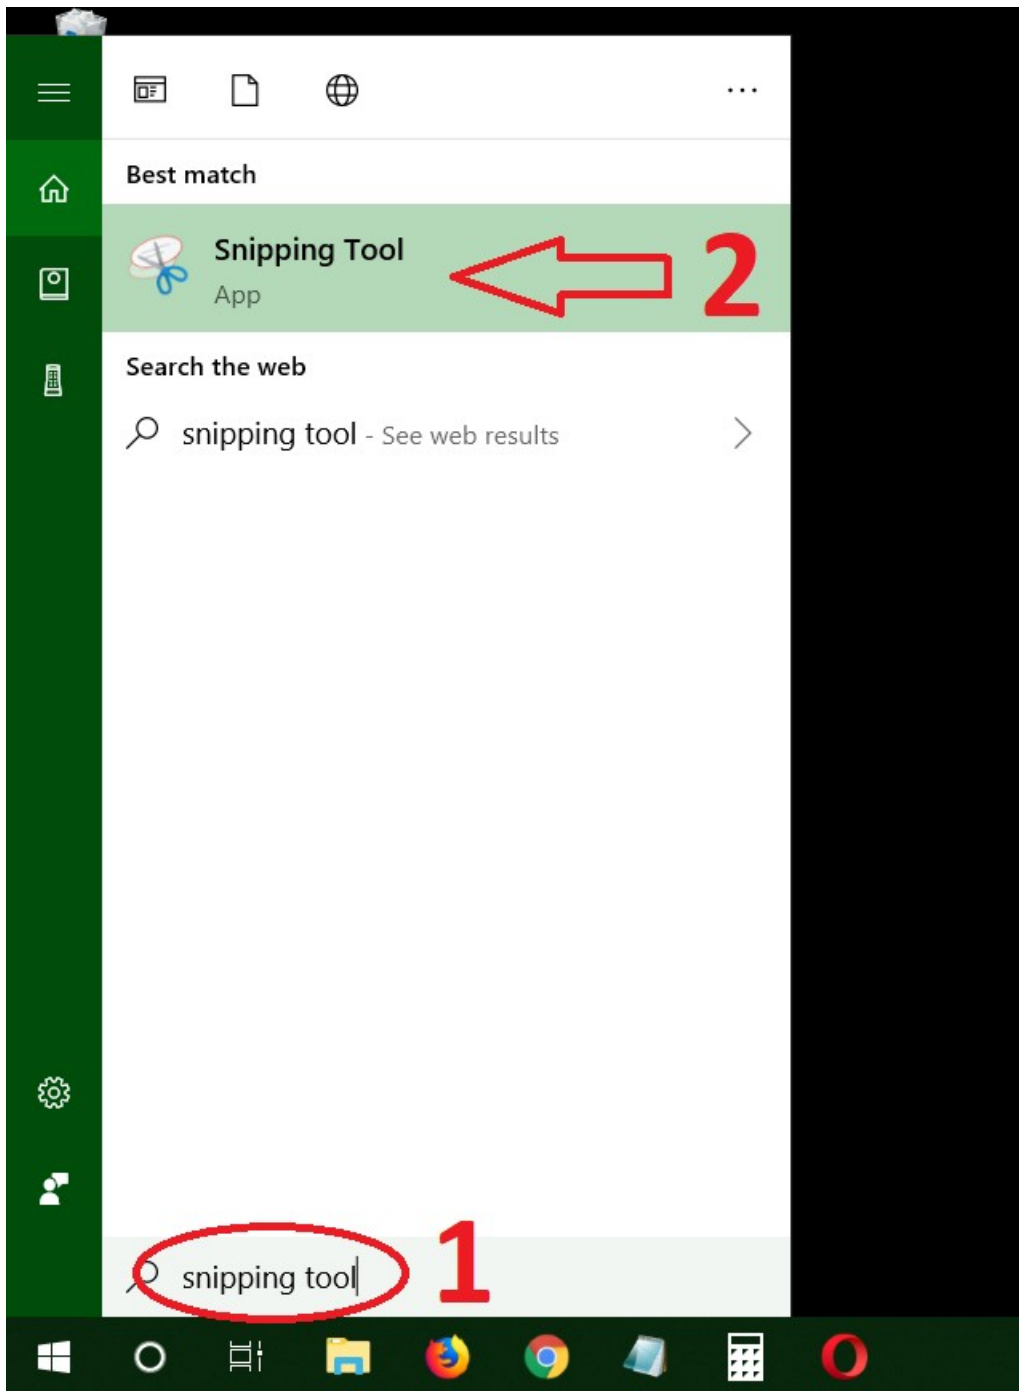 Best match
Snipping Tool
App
2
Search the web
snipping tool - See web results
snipping tool
1